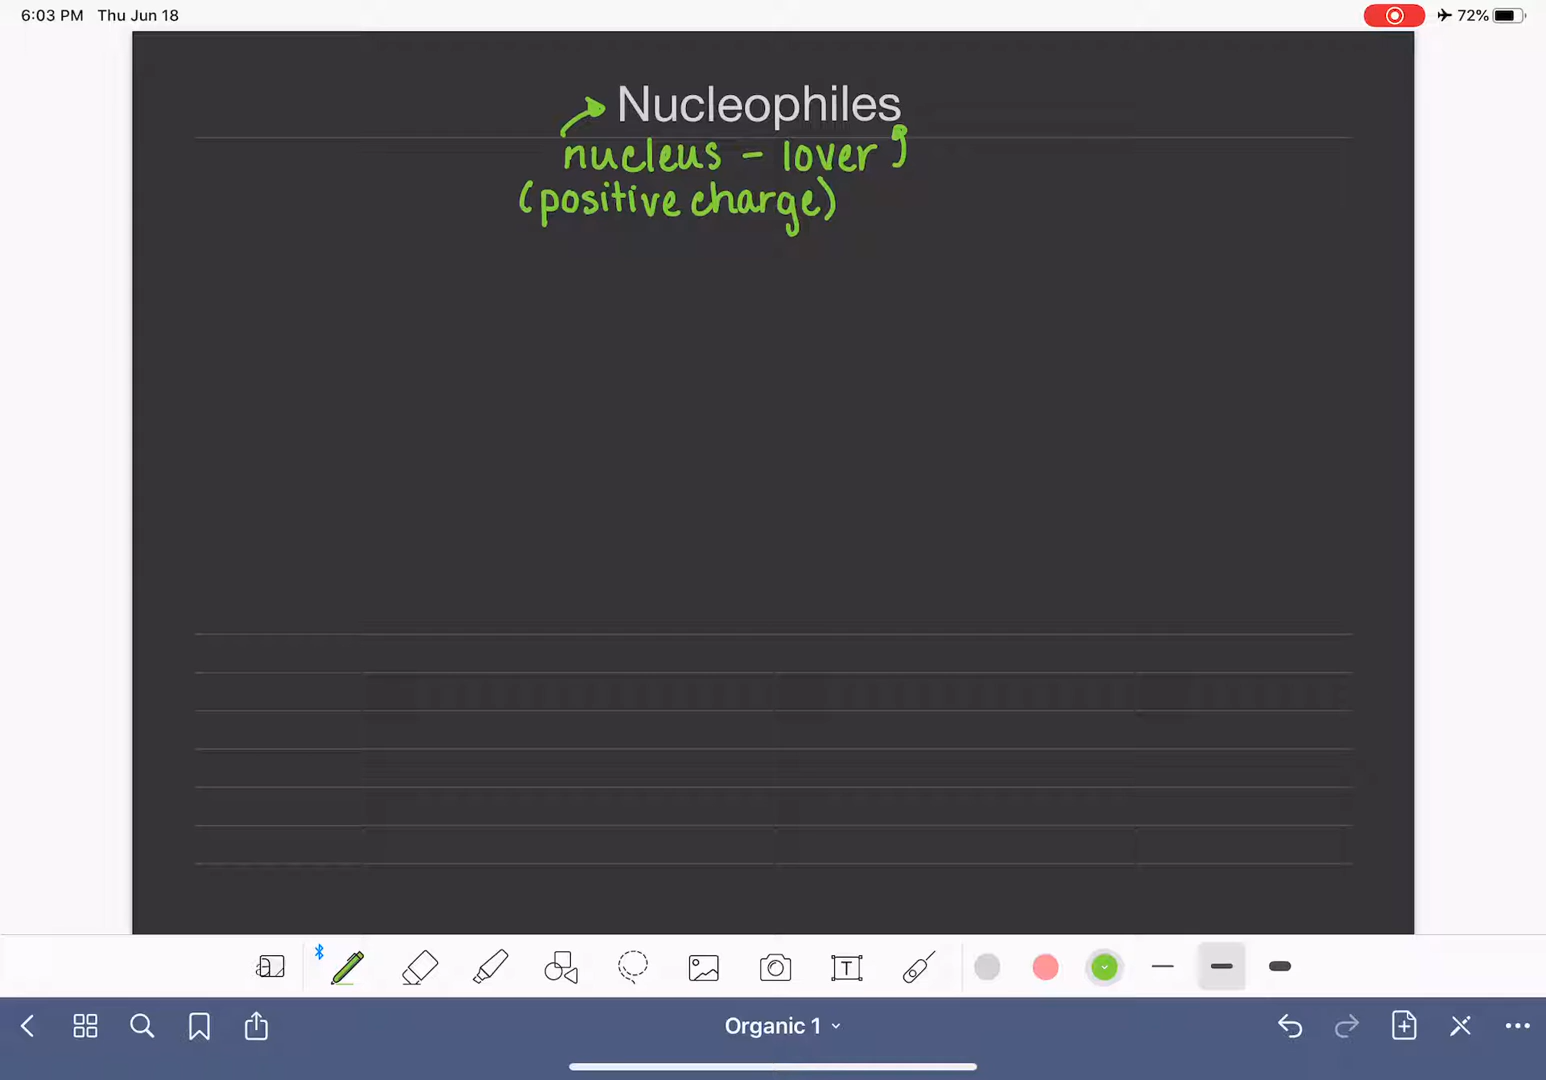 6:03 PM Thu Jun 18
72%
Nucleophiles
nucleus - lover
(positive charge)
T
Organic 1